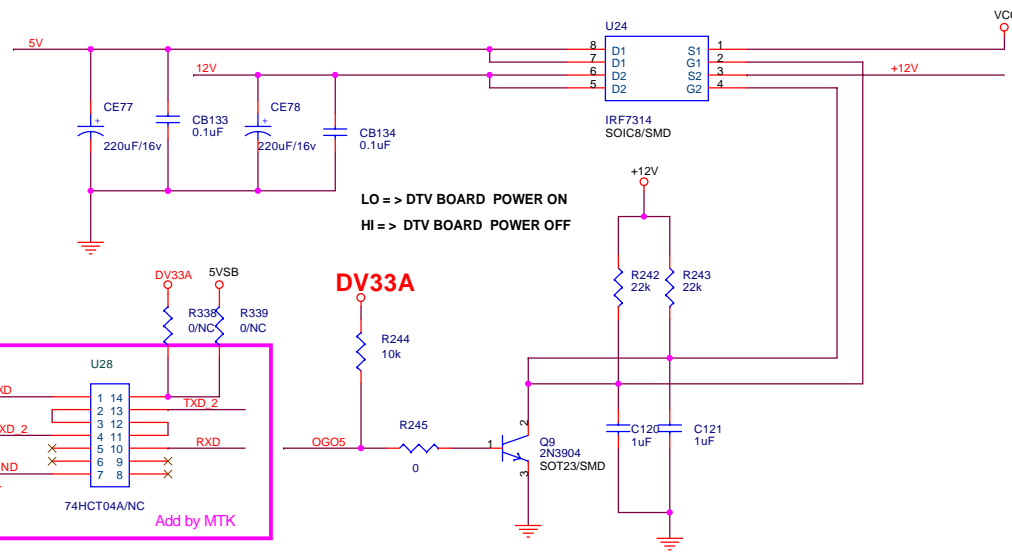 U24
VCC
5V
8 D1 S1 1
7 D1 G1 2
12V
6 D2 S2 3
+12V
5 D2 G2 4
CE77
+
220uF/16v
CB133
0.1uF
CE78
+
220uF/16v
CB134
0.1uF
IRF7314
SOIC8/SMD
+12V
LO = > DTV BOARD POWER ON
HI = > DTV BOARD POWER OFF
DV33A
5VSB
DV33A
R338
0/NC
R339
0/NC
R242
22k
R243
22k
R244
10k
U28
1 14
2 13
TXD_2
3 12
4 11
XD_2
5 10
RXD
6 9
7 8
ND
74HCT04A/NC
Add by MTK
OGO5
R245
0
1
2
3
Q9
2N3904
SOT23/SMD
C120
1uF
C121
1uF